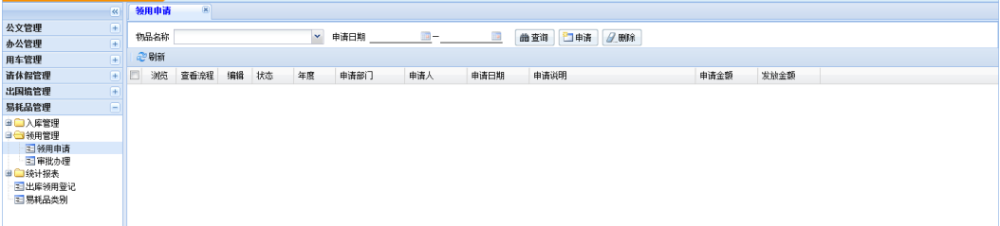 领用申请
公文管理
办公管理
用车管理
请休假管理
出国境管理
易耗品管理
入库管理
领用管理
领用申请
审批办理
统计报表
出库领用登记
易耗品类别
物品名称 申请日期 – 查询 申请 删除
刷新
浏览 查看流程 编辑 状态 年度 申请部门 申请人 申请日期 申请说明 申请金额 发放金额